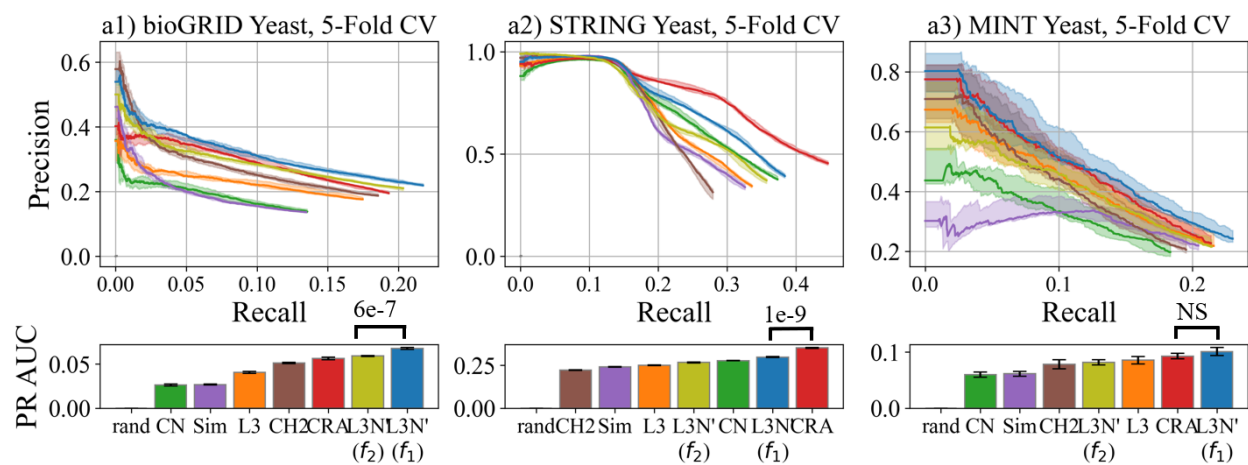 a1) bioGRID Yeast, 5-Fold CV
a2) STRING Yeast, 5-Fold CV
a3) MINT Yeast, 5-Fold CV
Precision
0.6
0.4
0.2
0.0
0.00 0.05 0.10 0.15 0.20
1.0
0.5
0.0
0.0 0.1 0.2 0.3 0.4
0.8
0.6
0.4
0.2
0.0 0.1 0.2
Recall
Recall
Recall
6e-7
1e-9
NS
PR AUC
0.05
0.00
rand CN Sim L3 CH2 CRA L3N' L3N'
(f2) (f1)
0.25
0.00
rand CH2 Sim L3 L3N' CN L3N' CRA
(f2) (f1)
0.1
0.0
rand CN Sim CH2 L3N' L3 CRA L3N'
(f2) (f1)